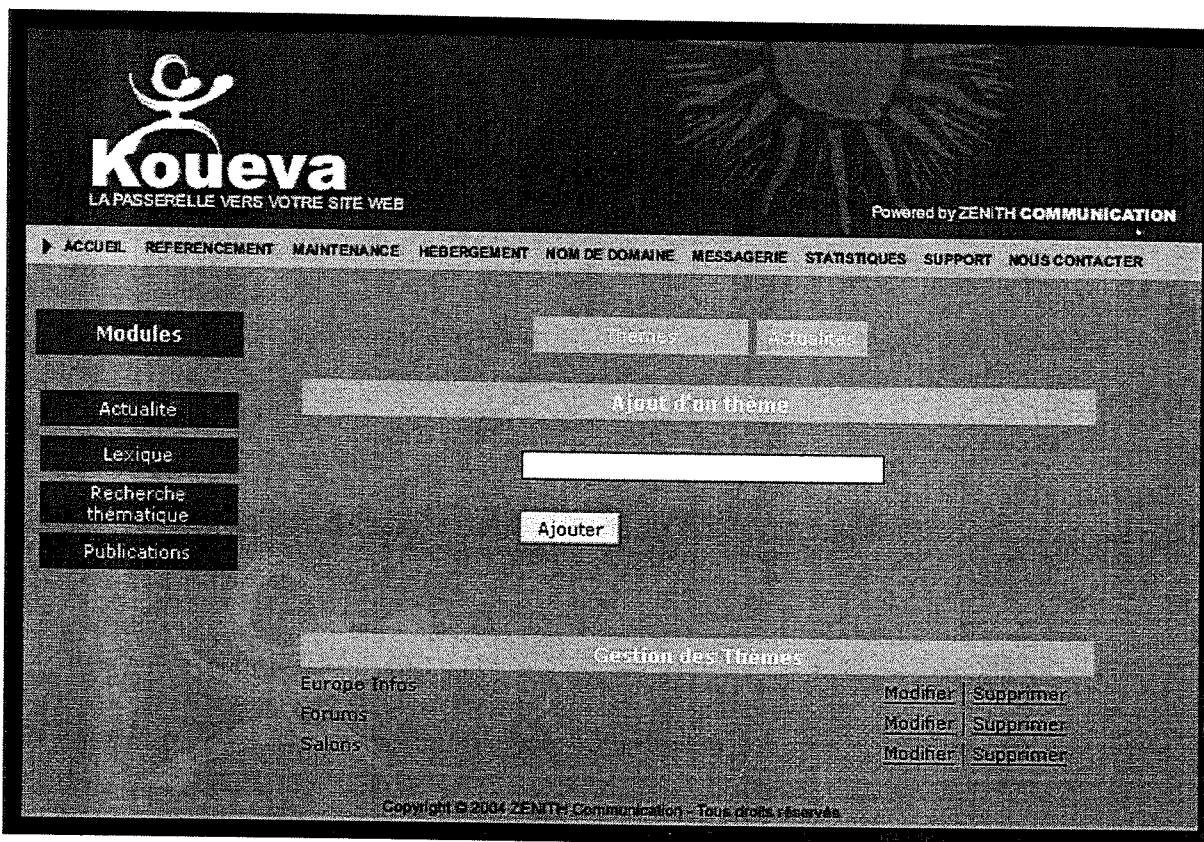 Koueva
LA PASSERELLE VERS VOTRE SITE WEB
Powered by ZENITH COMMUNICATION
ACCUEIL REFERENCEMENT MAINTENANCE HEBERGEMENT NOM DE DOMAINE MESSAGERIE STATISTIQUES SUPPORT NOUS CONTACTER
Modules
Thèmes Actualités
Actualité
Lexique
Recherche
thématique
Publications
Ajout d'un thème
Ajouter
Gestion des Thèmes
Europe Infos Modifier | Supprimer
Forums Modifier | Supprimer
Salons Modifier | Supprimer
Copyright © 2004 ZENITH Communication - Tous droits réservés